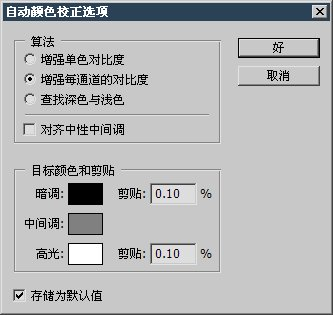 自动颜色校正选项
算法
增强单色对比度
增强每通道的对比度
查找深色与浅色
对齐中性中间调
好
取消
目标颜色和剪贴
暗调: 剪贴: 0.10 %
中间调:
高光: 剪贴: 0.10 %
存储为默认值